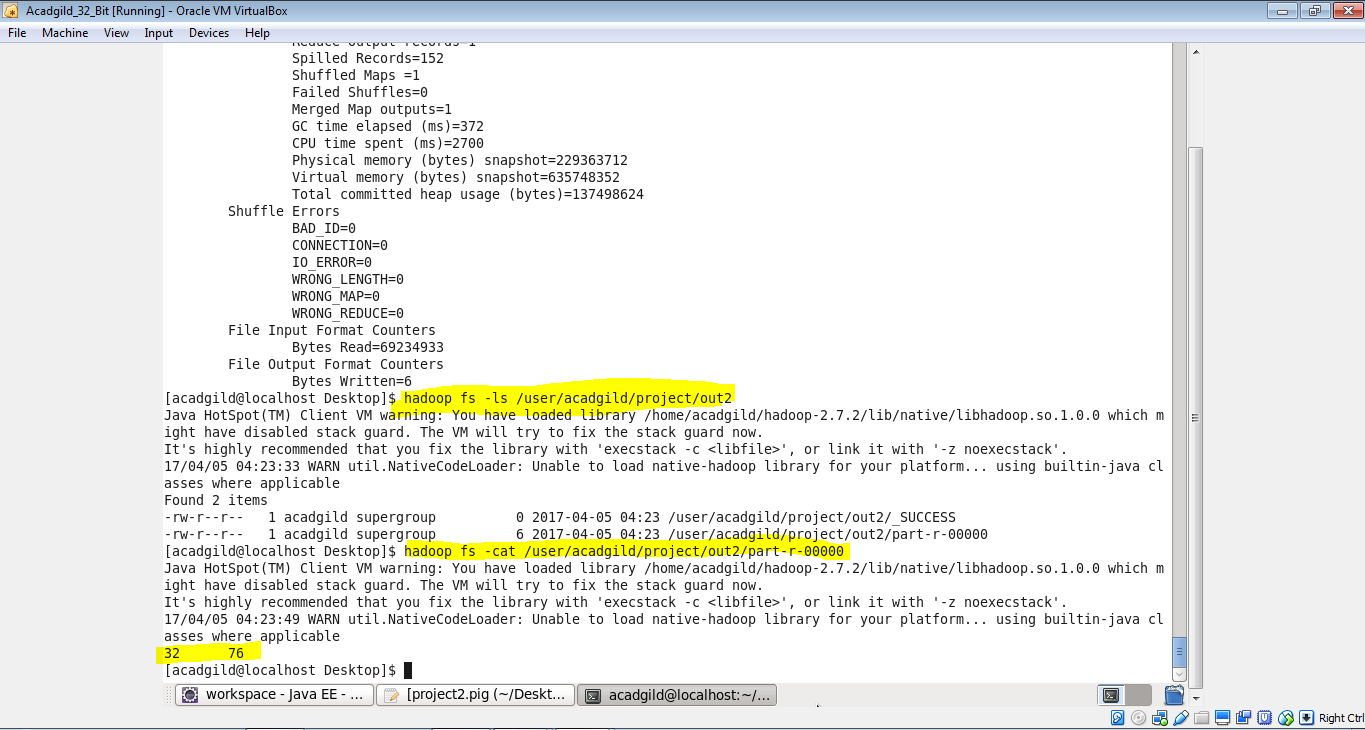 Acadgild_32_Bit [Running] - Oracle VM VirtualBox
File Machine View Input Devices Help
Reduce output records=1
Spilled Records=152
Shuffled Maps =1
Failed Shuffles=0
Merged Map outputs=1
GC time elapsed (ms)=372
CPU time spent (ms)=2700
Physical memory (bytes) snapshot=229363712
Virtual memory (bytes) snapshot=635748352
Total committed heap usage (bytes)=137498624
Shuffle Errors
BAD_ID=0
CONNECTION=0
IO_ERROR=0
WRONG_LENGTH=0
WRONG_MAP=0
WRONG_REDUCE=0
File Input Format Counters
Bytes Read=69234933
File Output Format Counters
Bytes Written=6
[acadgild@localhost Desktop]$ hadoop fs -ls /user/acadgild/project/out2
Java HotSpot(TM) Client VM warning: You have loaded library /home/acadgild/hadoop-2.7.2/lib/native/libhadoop.so.1.0.0 which m
ight have disabled stack guard. The VM will try to fix the stack guard now.
It's highly recommended that you fix the library with 'execstack -c <libfile>', or link it with '-z noexecstack'.
17/04/05 04:23:33 WARN util.NativeCodeLoader: Unable to load native-hadoop library for your platform... using builtin-java cl
asses where applicable
Found 2 items
-rw-r--r-- 1 acadgild supergroup 0 2017-04-05 04:23 /user/acadgild/project/out2/_SUCCESS
-rw-r--r-- 1 acadgild supergroup 6 2017-04-05 04:23 /user/acadgild/project/out2/part-r-00000
[acadgild@localhost Desktop]$ hadoop fs -cat /user/acadgild/project/out2/part-r-00000
Java HotSpot(TM) Client VM warning: You have loaded library /home/acadgild/hadoop-2.7.2/lib/native/libhadoop.so.1.0.0 which m
ight have disabled stack guard. The VM will try to fix the stack guard now.
It's highly recommended that you fix the library with 'execstack -c <libfile>', or link it with '-z noexecstack'.
17/04/05 04:23:49 WARN util.NativeCodeLoader: Unable to load native-hadoop library for your platform... using builtin-java cl
asses where applicable
32 76
[acadgild@localhost Desktop]$
workspace - Java EE - ... [project2.pig (~/Deskt... acadgild@localhost:~/...
Right Ctrl